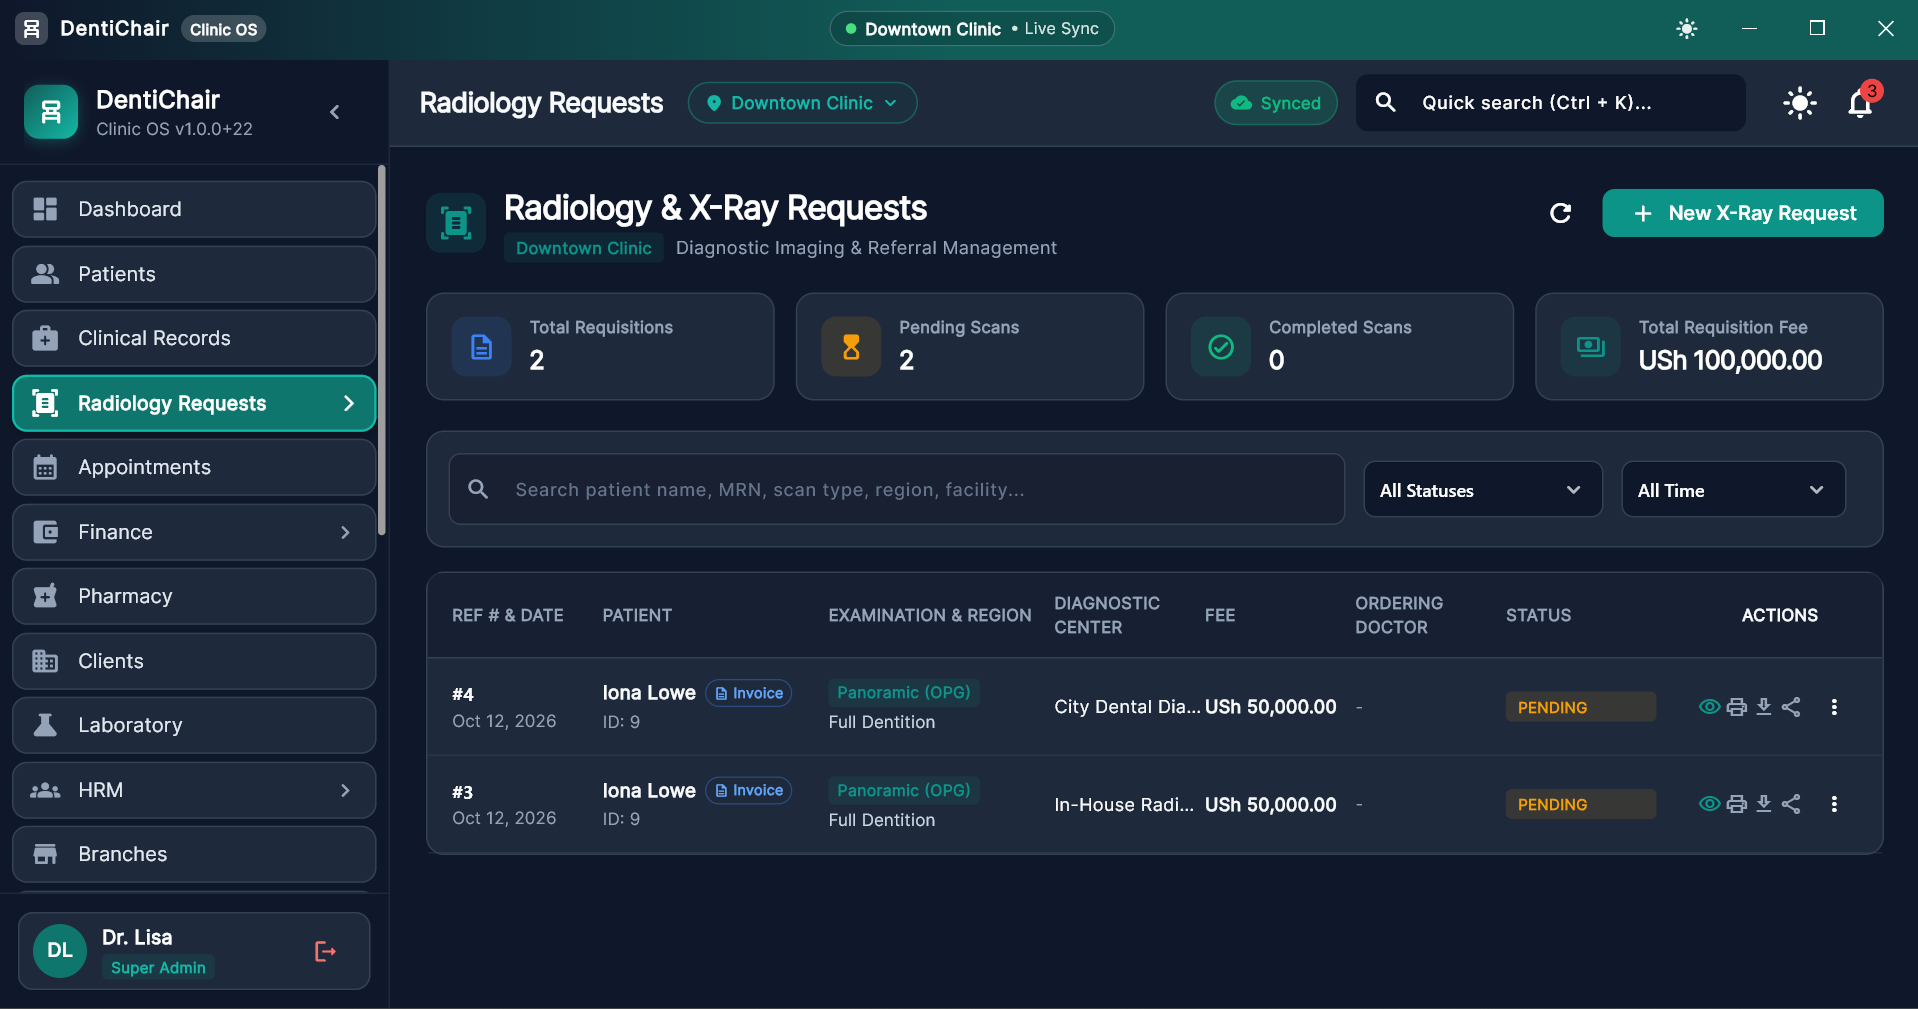 DentiChair Clinic OS
Downtown Clinic • Live Sync
DentiChair
Clinic OS v1.0.0+22
Dashboard
Patients
Clinical Records
Radiology Requests
Appointments
Finance
Pharmacy
Clients
Laboratory
HRM
Branches
DL
Dr. Lisa
Super Admin
Radiology Requests
Downtown Clinic
Synced
Quick search (Ctrl + K)...
3
Radiology & X-Ray Requests
Downtown Clinic Diagnostic Imaging & Referral Management
New X-Ray Request
Total Requisitions
2
Pending Scans
2
Completed Scans
0
Total Requisition Fee
USh 100,000.00
Search patient name, MRN, scan type, region, facility...
All Statuses
All Time
REF # & DATE PATIENT EXAMINATION & REGION DIAGNOSTIC CENTER FEE ORDERING DOCTOR STATUS ACTIONS
#4 Iona Lowe Invoice Panoramic (OPG)
City Dental Dia... USh 50,000.00 - PENDING
Oct 12, 2026 ID: 9 Full Dentition
#3 Iona Lowe Invoice Panoramic (OPG)
In-House Radi... USh 50,000.00 - PENDING
Oct 12, 2026 ID: 9 Full Dentition